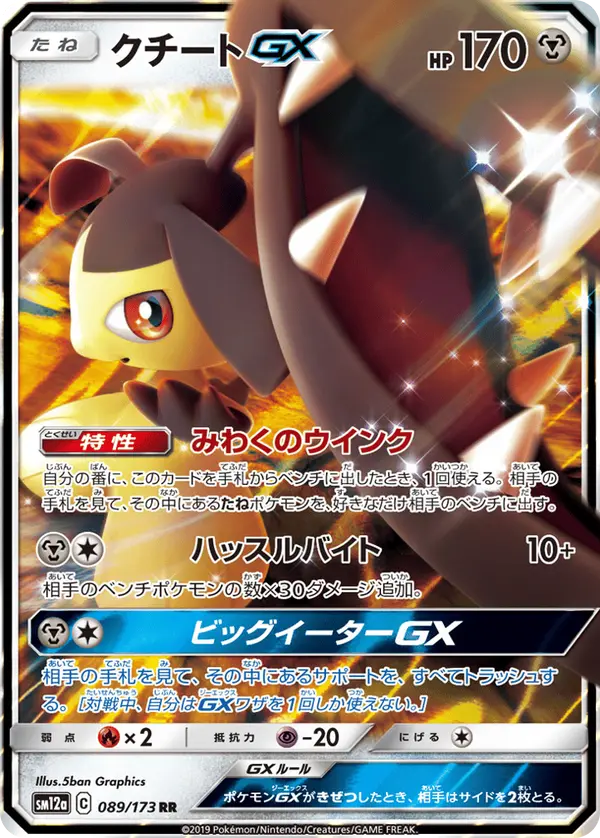 たね クチートGX HP170
とくせい 特性 みわくのウインク
自分の番に、このカードを手札からベンチに出したとき、1回使える。相手の
手札を見て、その中にあるたねポケモンを、好きなだけ相手のベンチに出す。
ハッスルバイト 10+
相手のベンチポケモンの数×30ダメージ追加。
ビッグイーターGX
相手の手札を見て、その中にあるサポートを、すべてトラッシュす
る。[対戦中、自分はGXワザを1回しか使えない。]
弱点 ×2 抵抗力 -20 にげる
Illus.5ban Graphics
GXルール
sm12a C 089/173 RR
ポケモンGXがきぜつしたとき、相手はサイドを2枚とる。
©2019 Pokémon/Nintendo/Creatures/GAME FREAK.